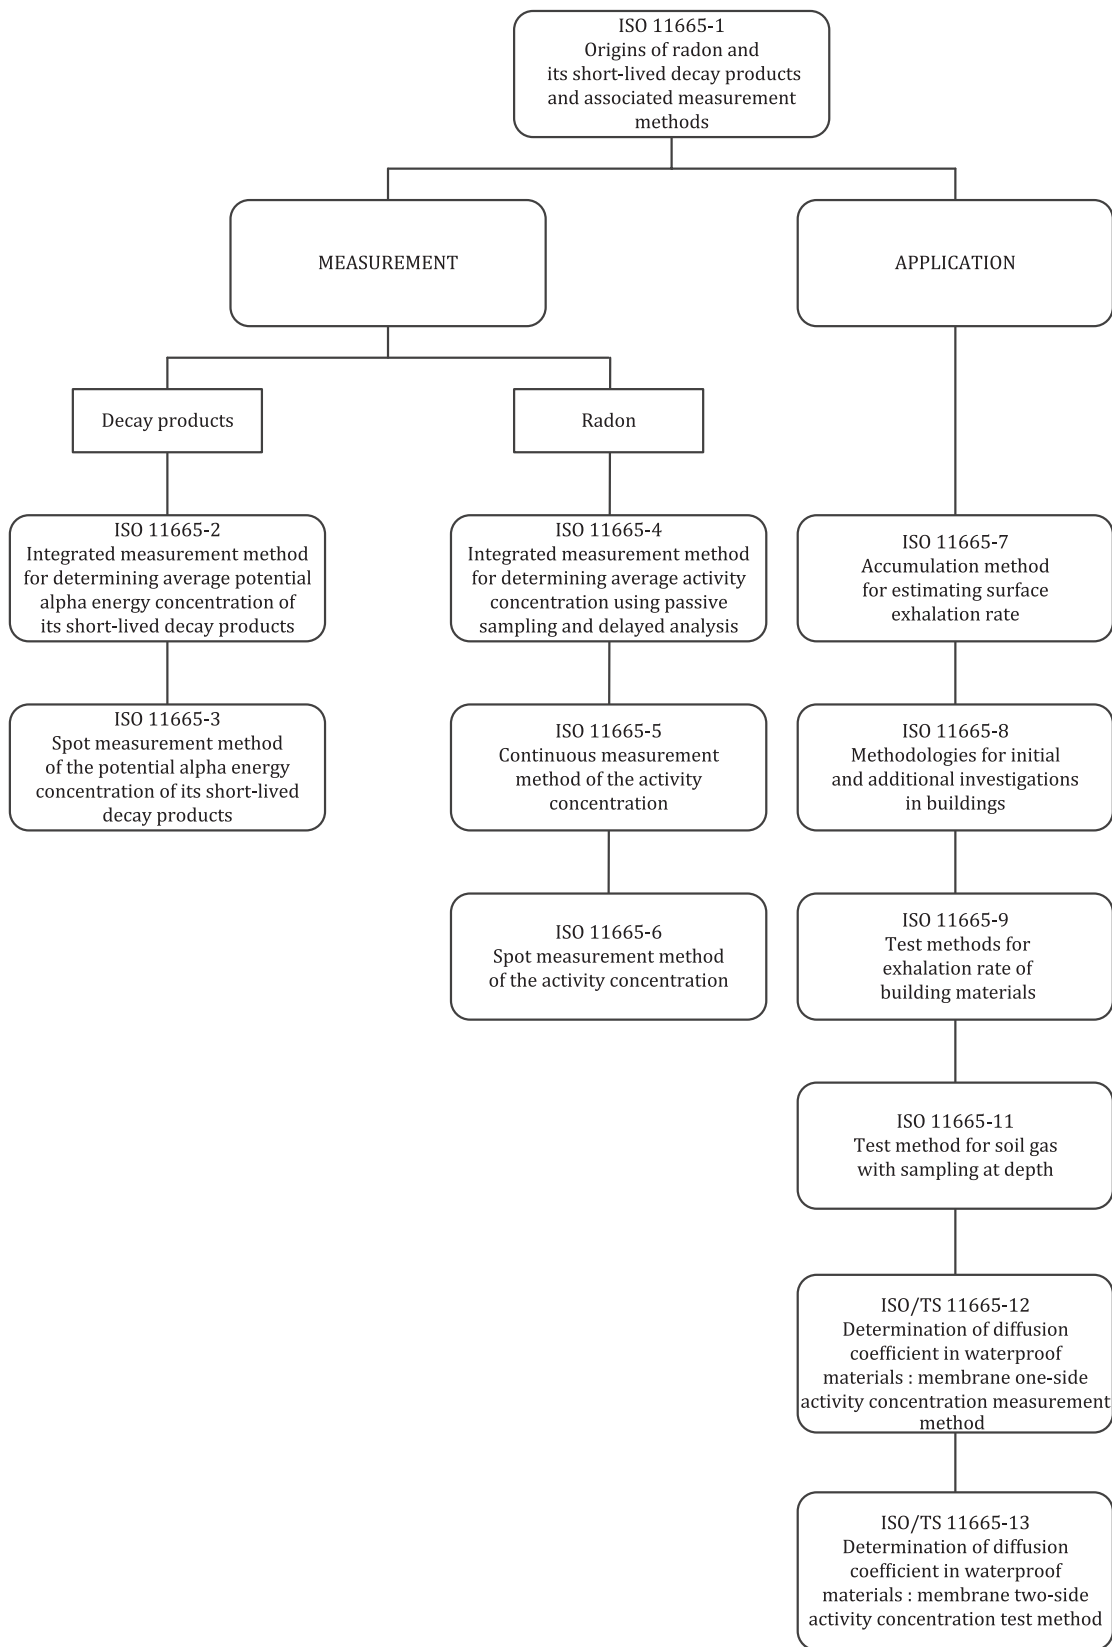 ISO 11665-1
Origins of radon and
its short-lived decay products
and associated measurement
methods
MEASUREMENT
APPLICATION
Decay products
Radon
ISO 11665-2
Integrated measurement method
for determining average potential
alpha energy concentration of
its short-lived decay products
ISO 11665-4
Integrated measurement method
for determining average activity
concentration using passive
sampling and delayed analysis
ISO 11665-7
Accumulation method
for estimating surface
exhalation rate
ISO 11665-3
Spot measurement method
of the potential alpha energy
concentration of its short-lived
decay products
ISO 11665-5
Continuous measurement
method of the activity
concentration
ISO 11665-8
Methodologies for initial
and additional investigations
in buildings
ISO 11665-6
Spot measurement method
of the activity concentration
ISO 11665-9
Test methods for
exhalation rate of
building materials
ISO 11665-11
Test method for soil gas
with sampling at depth
ISO/TS 11665-12
Determination of diffusion
coefficient in waterproof
materials : membrane one-side
activity concentration measurement
method
ISO/TS 11665-13
Determination of diffusion
coefficient in waterproof
materials : membrane two-side
activity concentration test method